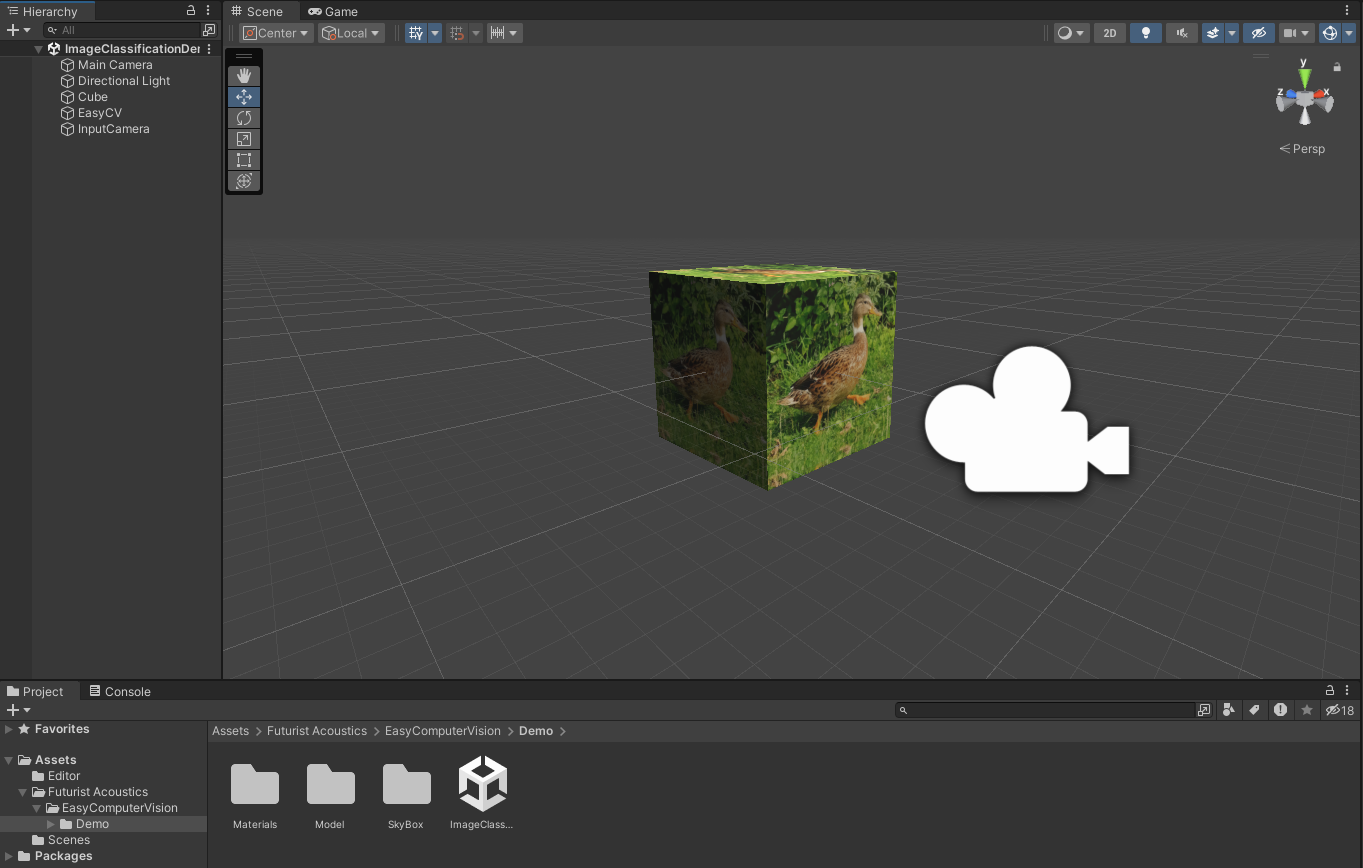 Hierarchy
All
ImageClassificationDer
Main Camera
Directional Light
Cube
EasyCV
InputCamera
Scene
Game
Center
Local
2D
y
z
x
Persp
Project
Console
18
Favorites
Assets
Editor
Futurist Acoustics
EasyComputerVision
Demo
Scenes
Packages
Assets > Futurist Acoustics > EasyComputerVision > Demo >
Materials
Model
SkyBox
ImageClass...